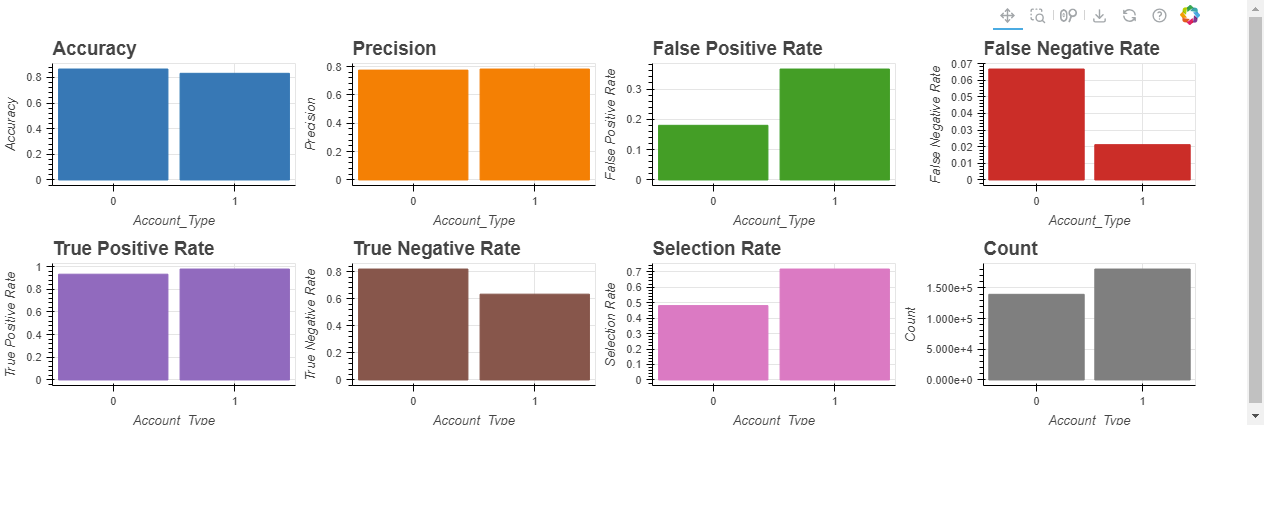 Accuracy
Accuracy
0.8
0.6
0.4
0.2
0
0
1
Account_Type
Precision
Precision
0.8
0.6
0.4
0.2
0
0
1
Account_Type
False Positive Rate
False Positive Rate
0.3
0.2
0.1
0
0
1
Account_Type
False Negative Rate
False Negative Rate
0.07
0.06
0.05
0.04
0.03
0.02
0.01
0
0
1
Account_Type
True Positive Rate
True Positive Rate
1
0.8
0.6
0.4
0.2
0
0
1
Account_Type
True Negative Rate
True Negative Rate
0.8
0.6
0.4
0.2
0
0
1
Account_Type
Selection Rate
Selection Rate
0.7
0.6
0.5
0.4
0.3
0.2
0.1
0
0
1
Account_Type
Count
Count
1.500e+5
1.000e+5
5.000e+4
0.000e+0
0
1
Account_Type